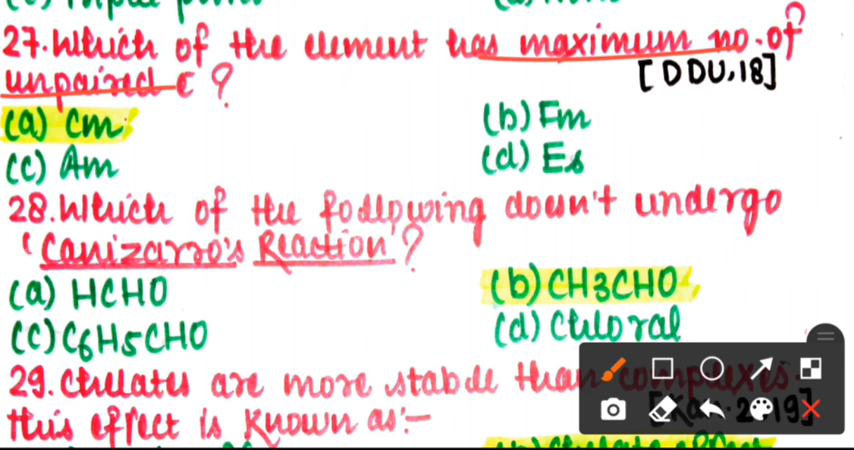 27. Which of the element has maximum no. of
unpaired e⁻ ?
[DDU,18]
(a) Cm
(b) Fm
(c) Am
(d) Es
28. Which of the following doesn't undergo
'Canizarro's Reaction'?
(a) HCHO
(b) CH3CHO
(c) C6H5CHO
(d) Chloral
29. Chelates are more stable than complexes.
this effect is known as:-